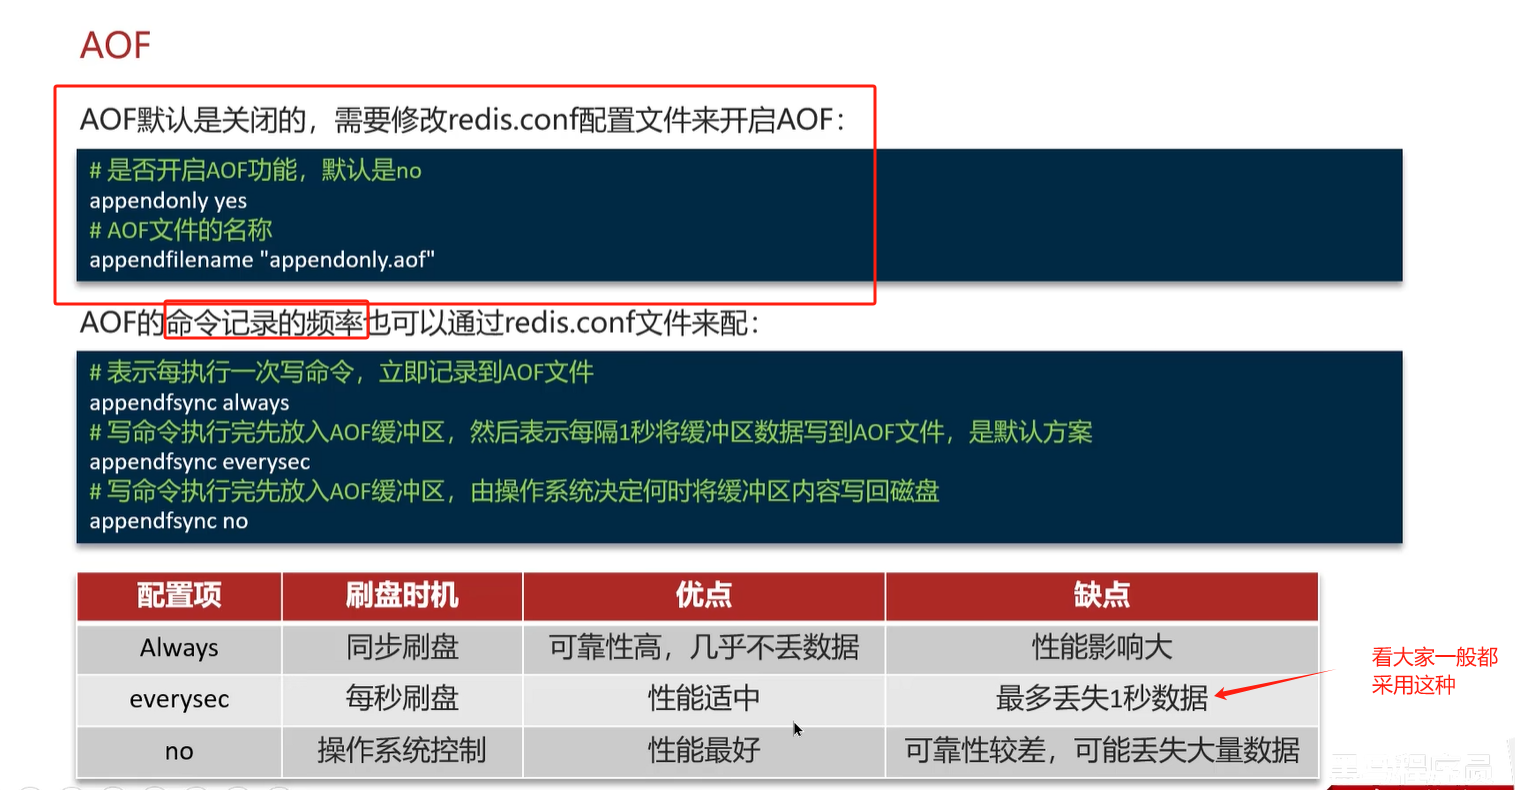 AOF
AOF默认是关闭的，需要修改redis.conf配置文件来开启AOF：
# 是否开启AOF功能，默认是no
appendonly yes
# AOF文件的名称
appendfilename "appendonly.aof"
AOF的命令记录的频率也可以通过redis.conf文件来配：
# 表示每执行一次写命令，立即记录到AOF文件
appendfsync always
# 写命令执行完先放入AOF缓冲区，然后表示每隔1秒将缓冲区数据写到AOF文件，是默认方案
appendfsync everysec
# 写命令执行完先放入AOF缓冲区，由操作系统决定何时将缓冲区内容写回磁盘
appendfsync no
配置项 刷盘时机 优点 缺点
Always 同步刷盘 可靠性高，几乎不丢数据 性能影响大
everysec 每秒刷盘 性能适中 最多丢失1秒数据
no 操作系统控制 性能最好 可靠性较差，可能丢失大量数据
看大家一般都
采用这种